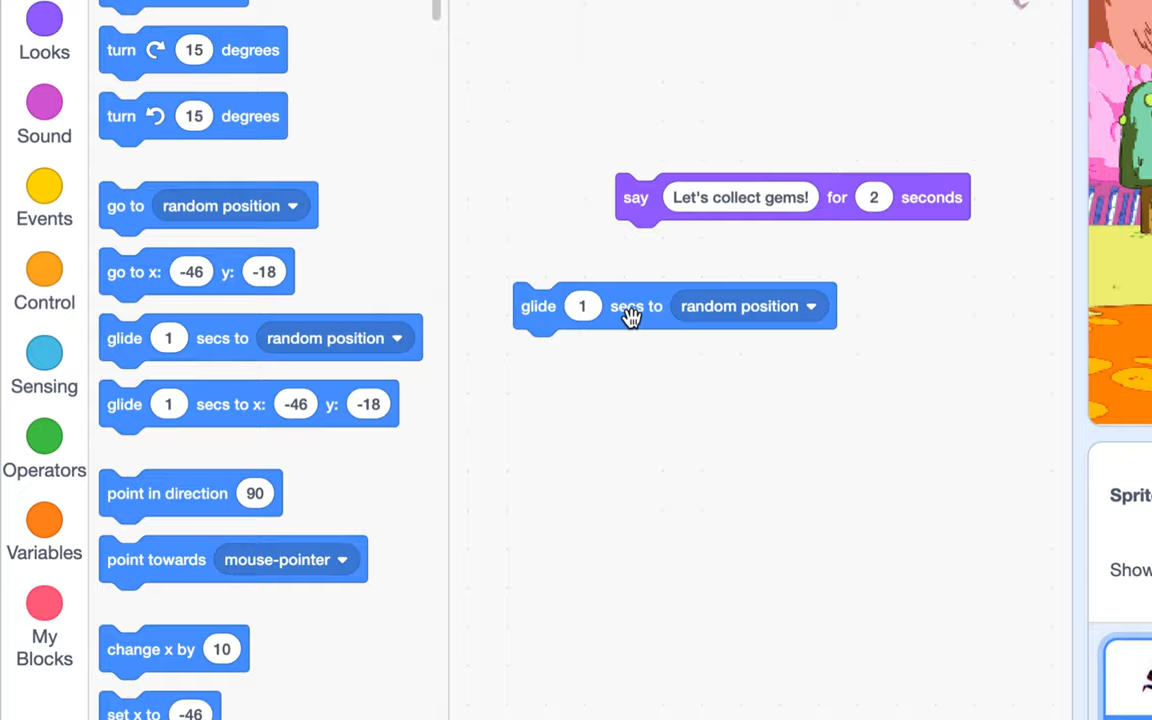 Looks
Sound
Events
Control
Sensing
Operators
Variables
My
Blocks
turn 15 degrees
turn 15 degrees
go to random position
go to x: -46 y: -18
glide 1 secs to random position
glide 1 secs to x: -46 y: -18
point in direction 90
point towards mouse-pointer
change x by 10
set x to -46
say Let's collect gems! for 2 seconds
glide 1 secs to random position
Sprit
Show